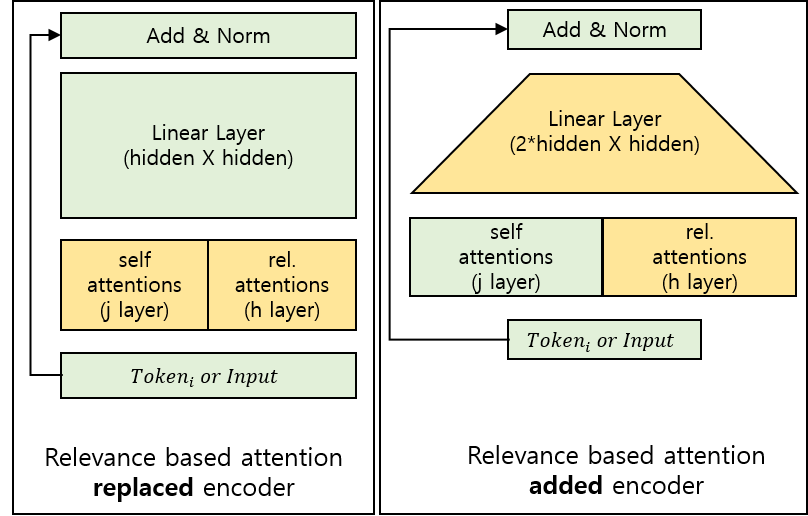 Add & Norm
Linear Layer
(hidden X hidden)
self
attentions
(j layer)
rel.
attentions
(h layer)
Token_i or Input
Relevance based attention
replaced encoder
Add & Norm
Linear Layer
(2*hidden X hidden)
self
attentions
(j layer)
rel.
attentions
(h layer)
Token_i or Input
Relevance based attention
added encoder